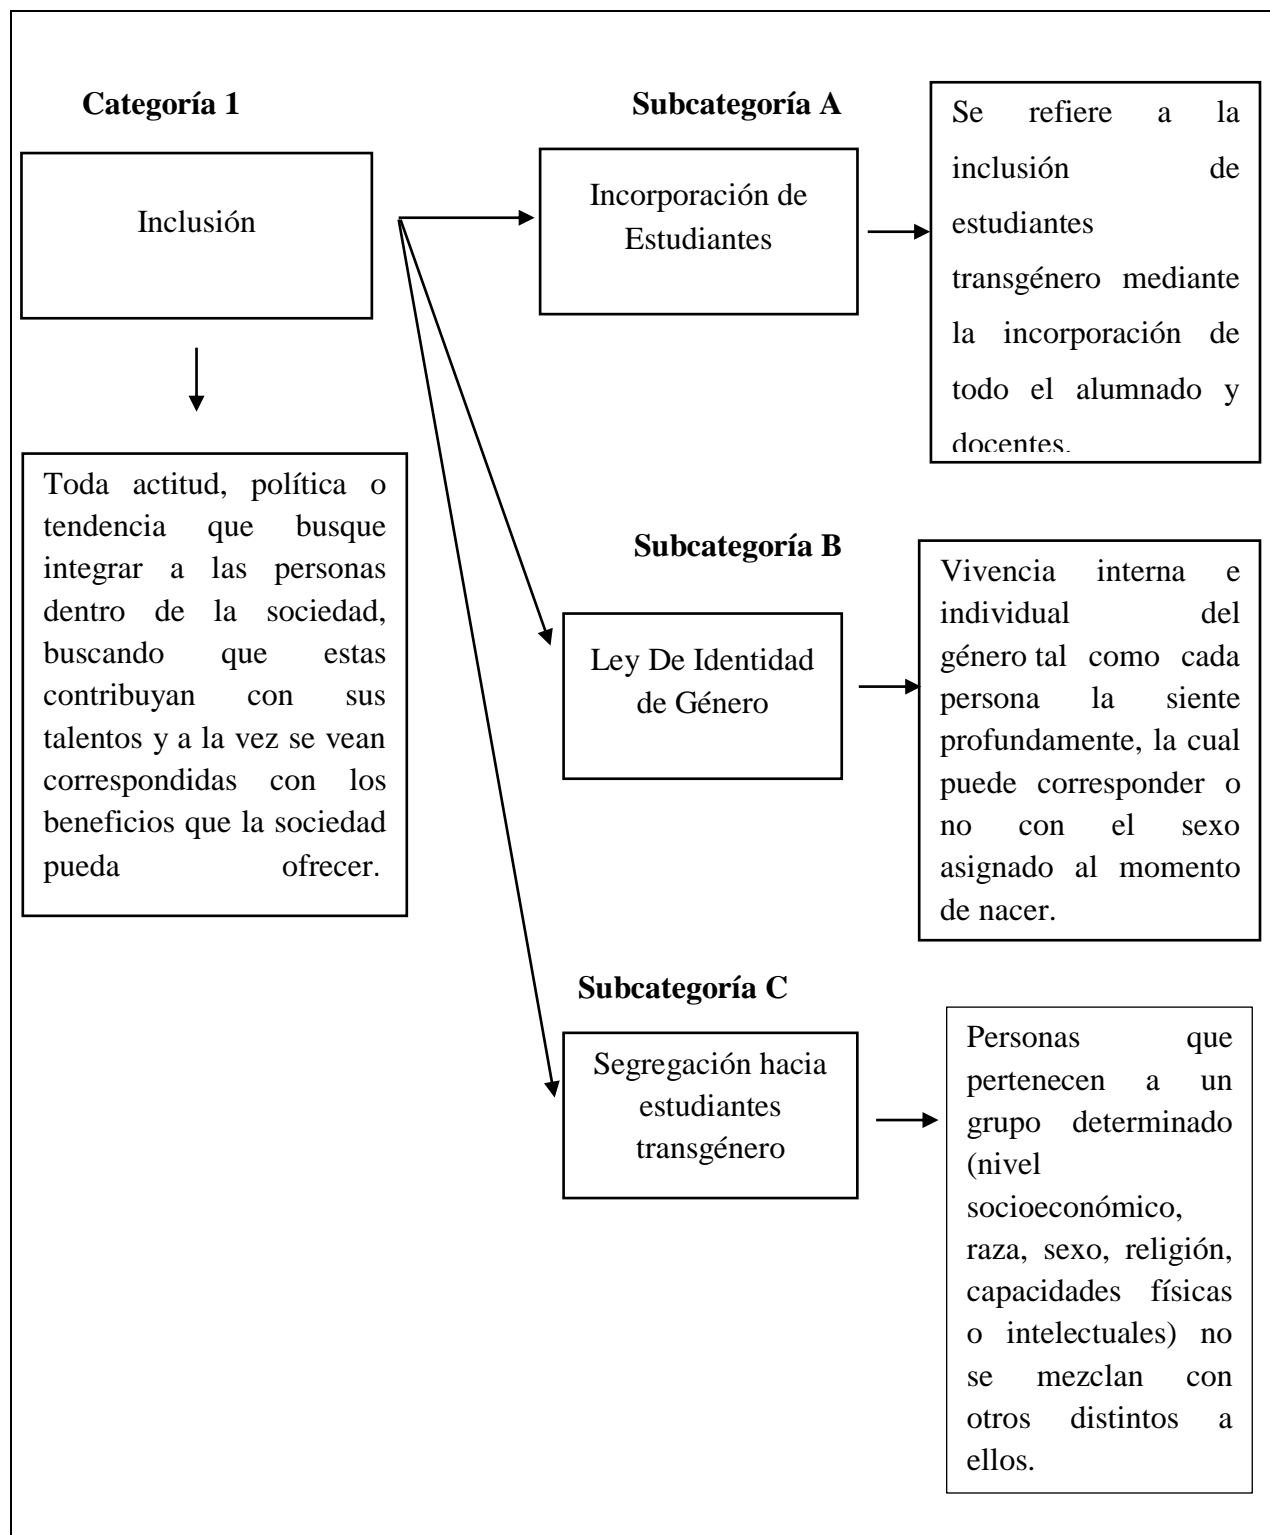 Categoría 1
Inclusión
Toda actitud, política o
tendencia que busque
integrar a las personas
dentro de la sociedad,
buscando que estas
contribuyan con sus
talentos y a la vez se vean
correspondidas con los
beneficios que la sociedad
pueda ofrecer.
Subcategoría A
Incorporación de
Estudiantes
Se refiere a la
inclusión de
estudiantes
transgénero mediante
la incorporación de
todo el alumnado y
docentes.
Subcategoría B
Ley De Identidad
de Género
Vivencia interna e
individual del
género tal como cada
persona la siente
profundamente, la cual
puede corresponder o
no con el sexo
asignado al momento
de nacer.
Subcategoría C
Segregación hacia
estudiantes
transgénero
Personas que
pertenecen a un
grupo determinado
(nivel
socioeconómico,
raza, sexo, religión,
capacidades físicas
o intelectuales) no
se mezclan con
otros distintos a
ellos.